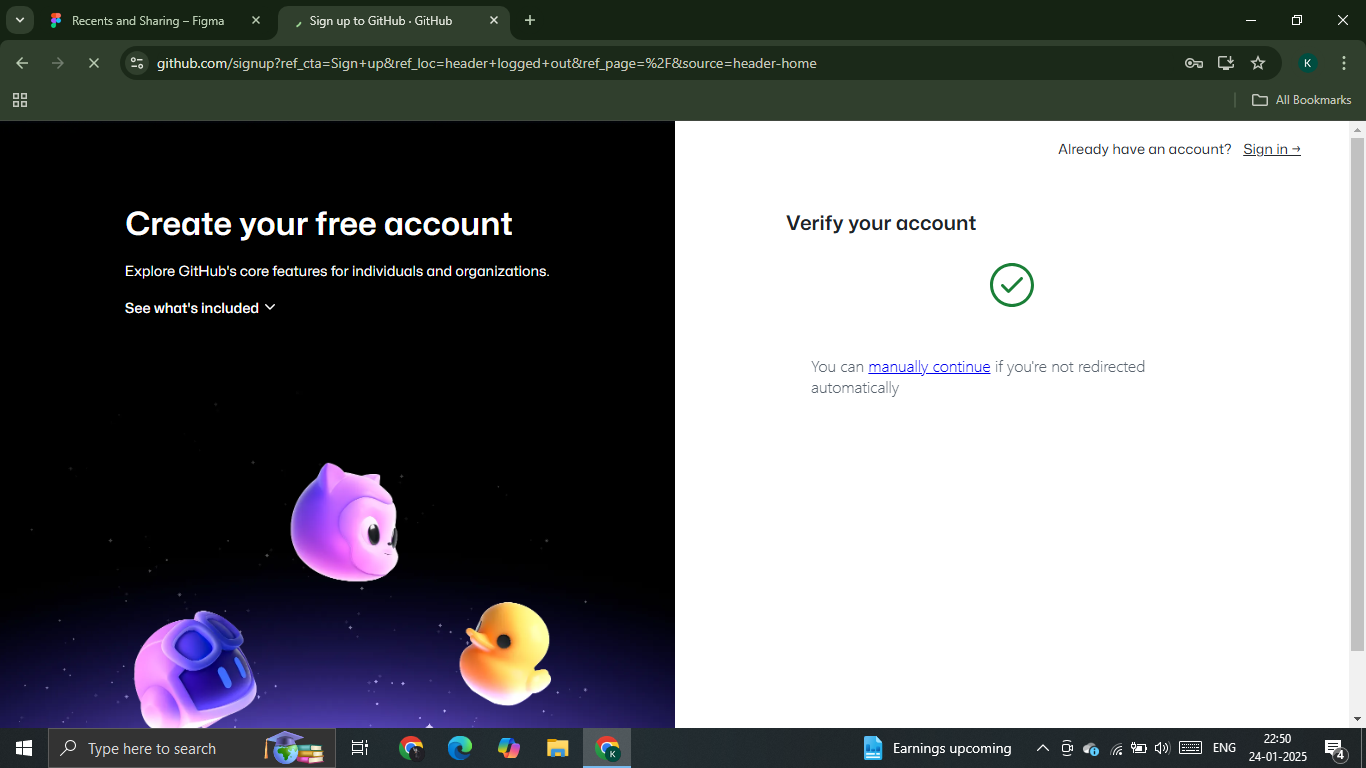 Recents and Sharing – Figma
Sign up to GitHub · GitHub
github.com/signup?ref_cta=Sign+up&ref_loc=header+logged+out&ref_page=%2F&source=header-home
K
All Bookmarks
Already have an account? Sign in →
Create your free account
Explore GitHub's core features for individuals and organizations.
See what's included
Verify your account
You can manually continue if you're not redirected
automatically
Type here to search
K
Earnings upcoming
ENG
22:50
24-01-2025
4